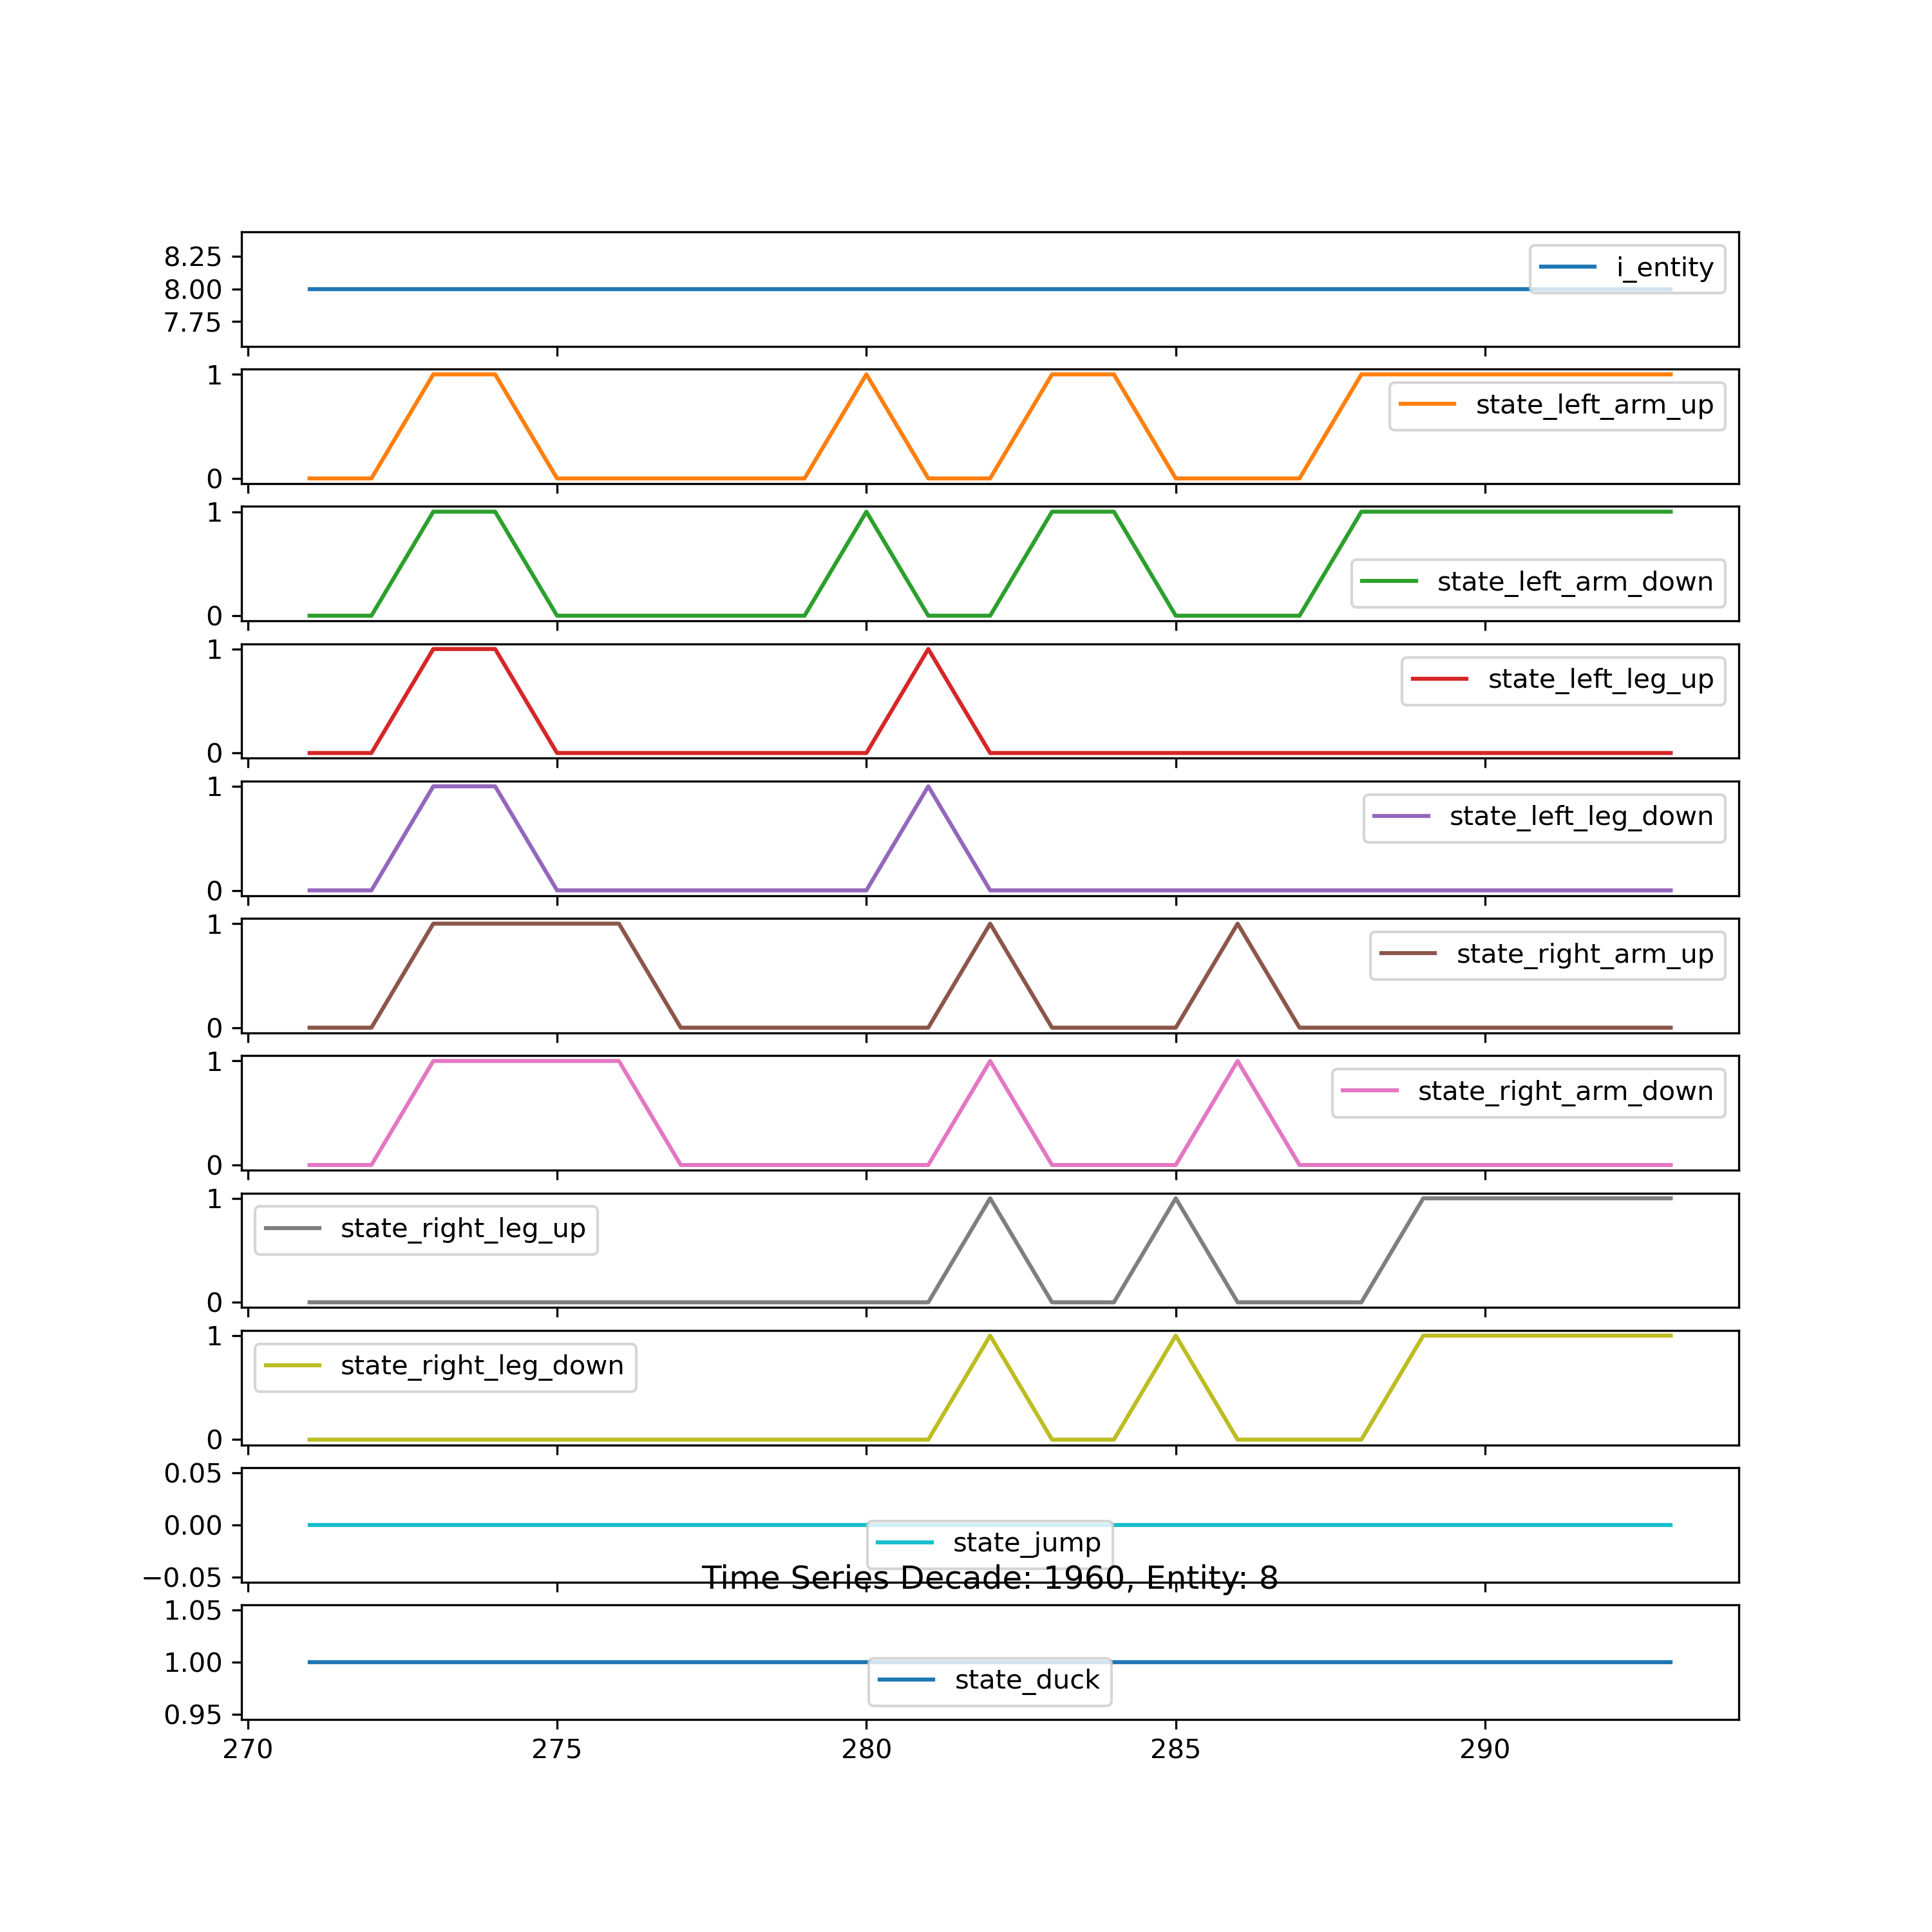 8.25
8.00
7.75
i_entity
1
0
state_left_arm_up
1
0
state_left_arm_down
1
0
state_left_leg_up
1
0
state_left_leg_down
1
0
state_right_arm_up
1
0
state_right_arm_down
1
0
state_right_leg_up
1
0
state_right_leg_down
0.05
0.00
−0.05
state_jump
Time Series Decade: 1960, Entity: 8
1.05
1.00
0.95
state_duck
270 275 280 285 290